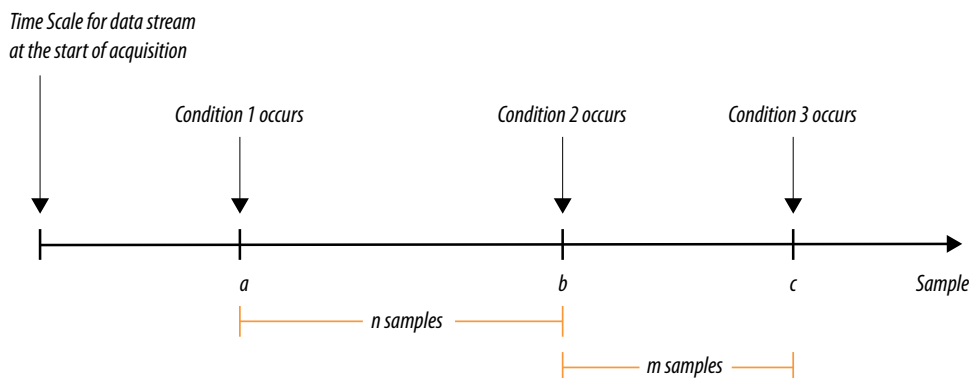 Time Scale for data stream
at the start of acquisition
Condition 1 occurs
Condition 2 occurs
Condition 3 occurs
a
b
c
Sample
n samples
m samples